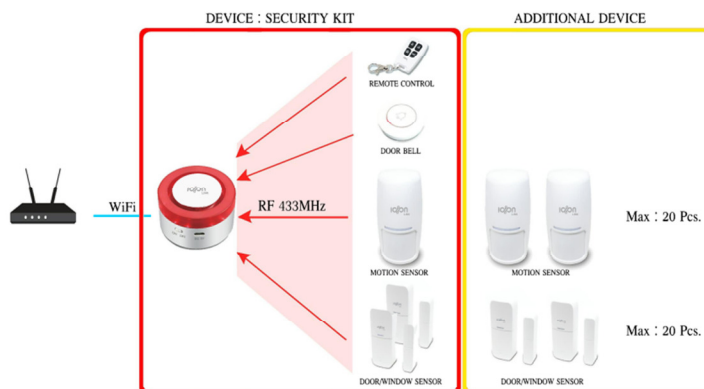 DEVICE : SECURITY KIT
ADDITIONAL DEVICE
REMOTE CONTROL
DOOR BELL
WiFi
RF 433MHz
MOTION SENSOR
MOTION SENSOR
Max : 20 Pcs.
DOOR/WINDOW SENSOR
DOOR/WINDOW SENSOR
Max : 20 Pcs.